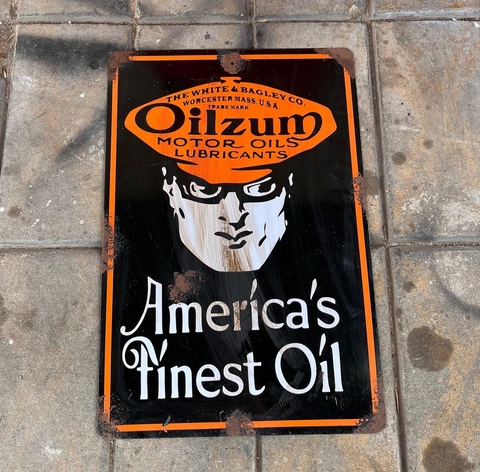 THE WHITE & BAGLEY CO.
WORCESTER MASS. U.S.A.
TRADE MARK
Oilzum
MOTOR OILS
LUBRICANTS
America's
Finest Oil